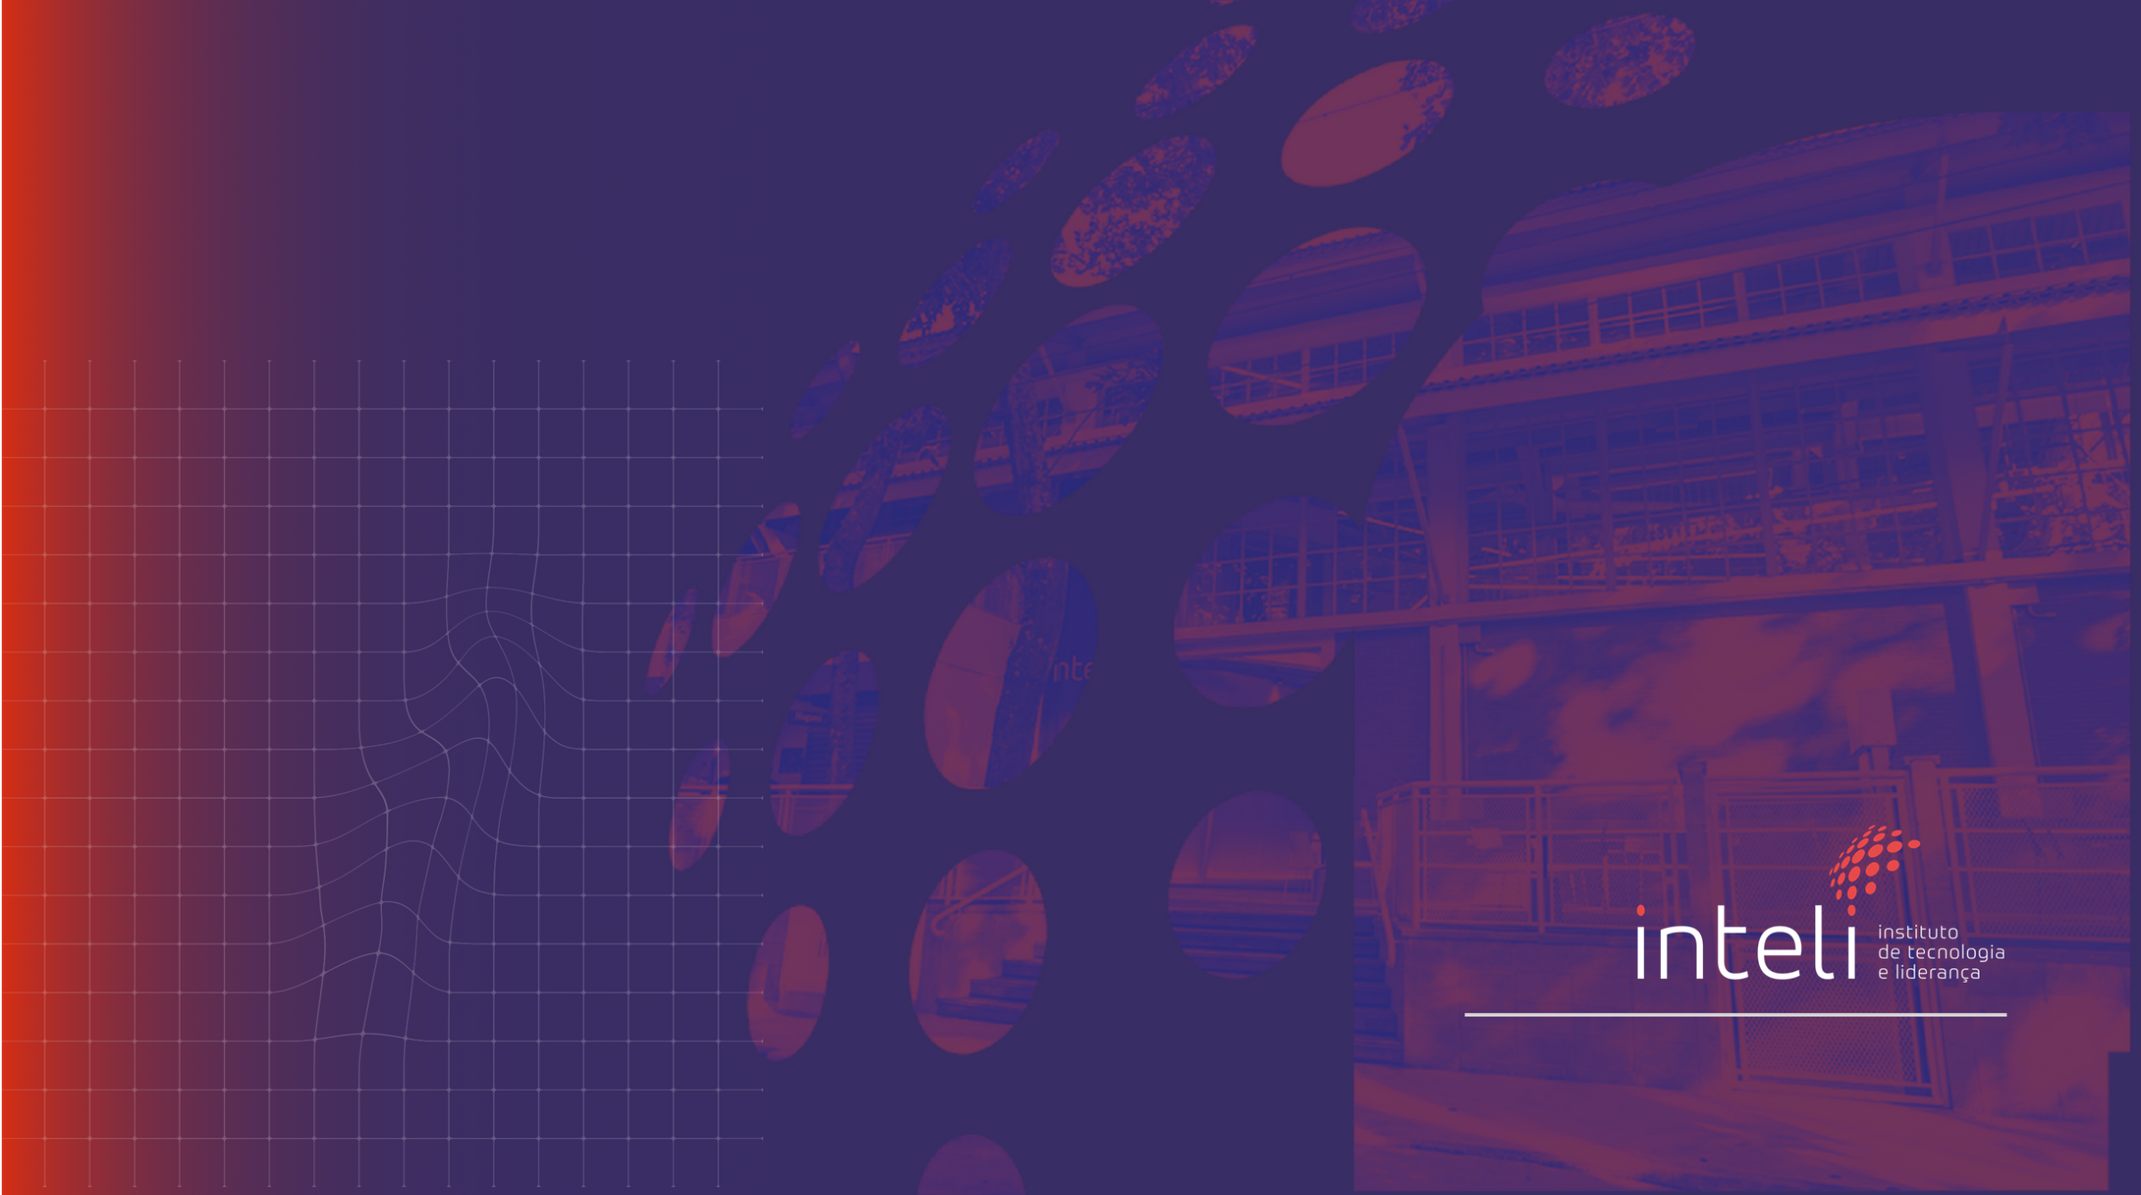 inteli
instituto
de tecnologia
e liderança